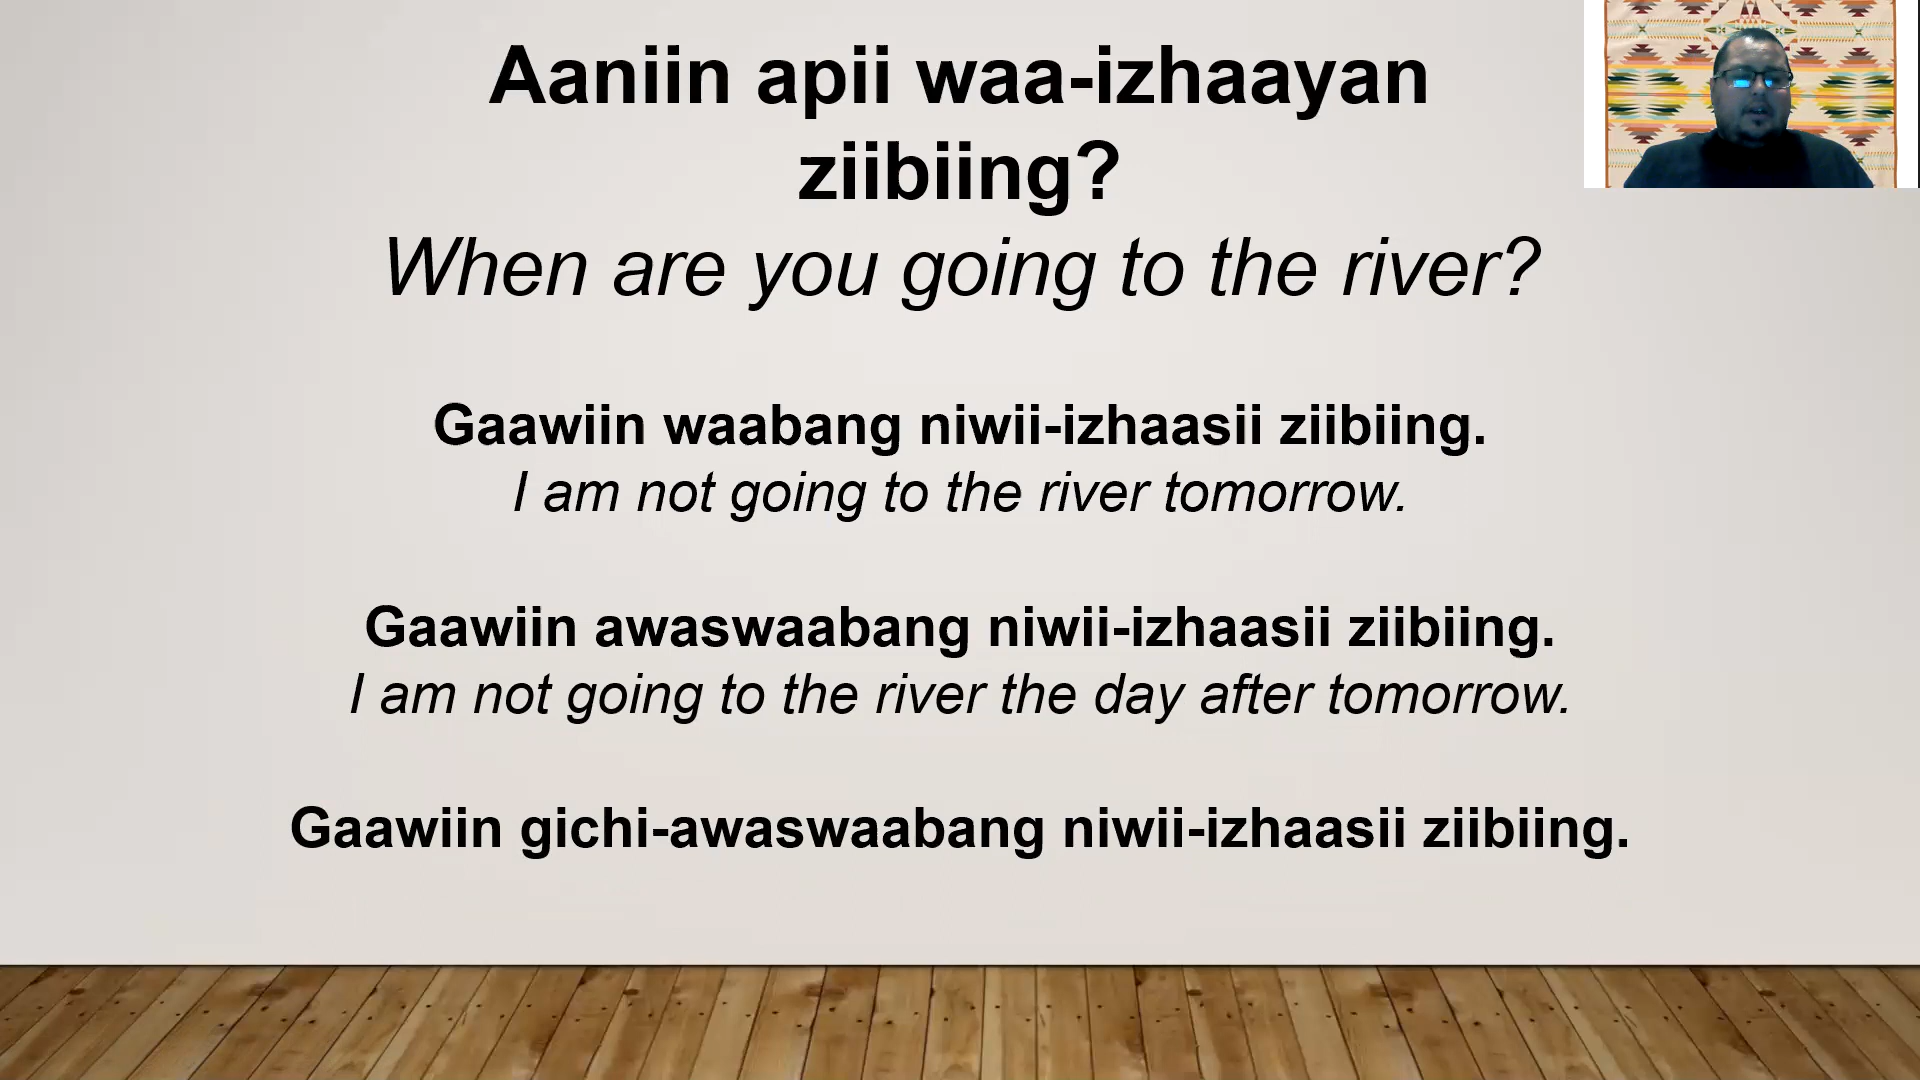 Aaniin apii waa-izhaayan
ziibiing?
When are you going to the river?
Gaawiin waabang niwii-izhaasii ziibiing.
I am not going to the river tomorrow.
Gaawiin awaswaabang niwii-izhaasii ziibiing.
I am not going to the river the day after tomorrow.
Gaawiin gichi-awaswaabang niwii-izhaasii ziibiing.